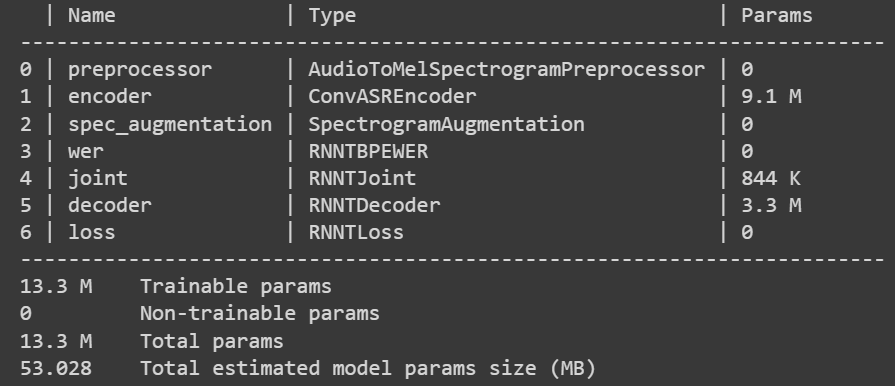 | Name              | Type                              | Params
------------------------------------------------------------------------
0 | preprocessor      | AudioToMelSpectrogramPreprocessor | 0
1 | encoder           | ConvASREncoder                    | 9.1 M
2 | spec_augmentation | SpectrogramAugmentation           | 0
3 | wer               | RNNTBPEWER                        | 0
4 | joint             | RNNTJoint                         | 844 K
5 | decoder           | RNNTDecoder                       | 3.3 M
6 | loss              | RNNTLoss                          | 0
------------------------------------------------------------------------
13.3 M    Trainable params
0         Non-trainable params
13.3 M    Total params
53.028    Total estimated model params size (MB)